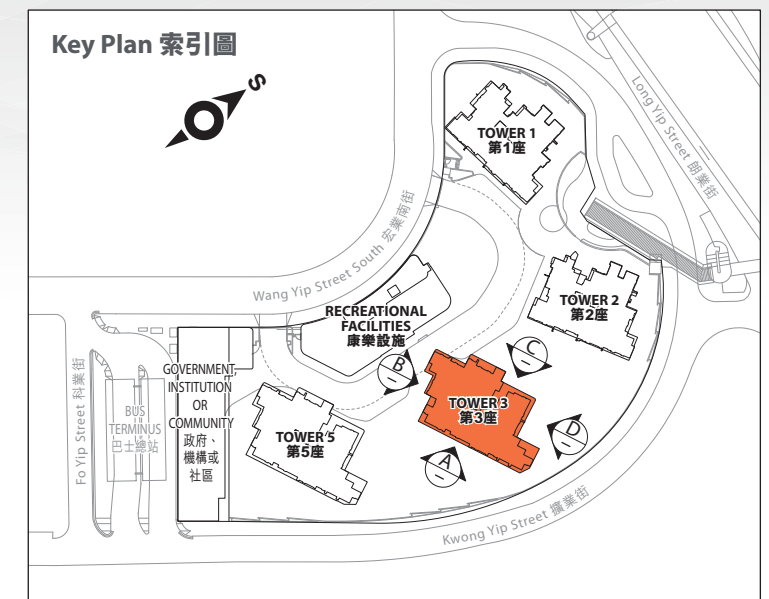 Key Plan 索引圖
S
Long Yip Street 朗業街
TOWER 1
第1座
Wang Yip Street South 宏業南街
TOWER 2
第2座
RECREATIONAL
FACILITIES
康樂設施
B
C
GOVERNMENT,
INSTITUTION
OR
COMMUNITY
政府、
機構或
社區
TOWER 3
第3座
Fo Yip Street 科業街
BUS
TERMINUS
巴士總站
TOWER 5
第5座
D
A
Kwong Yip Street 擴業街